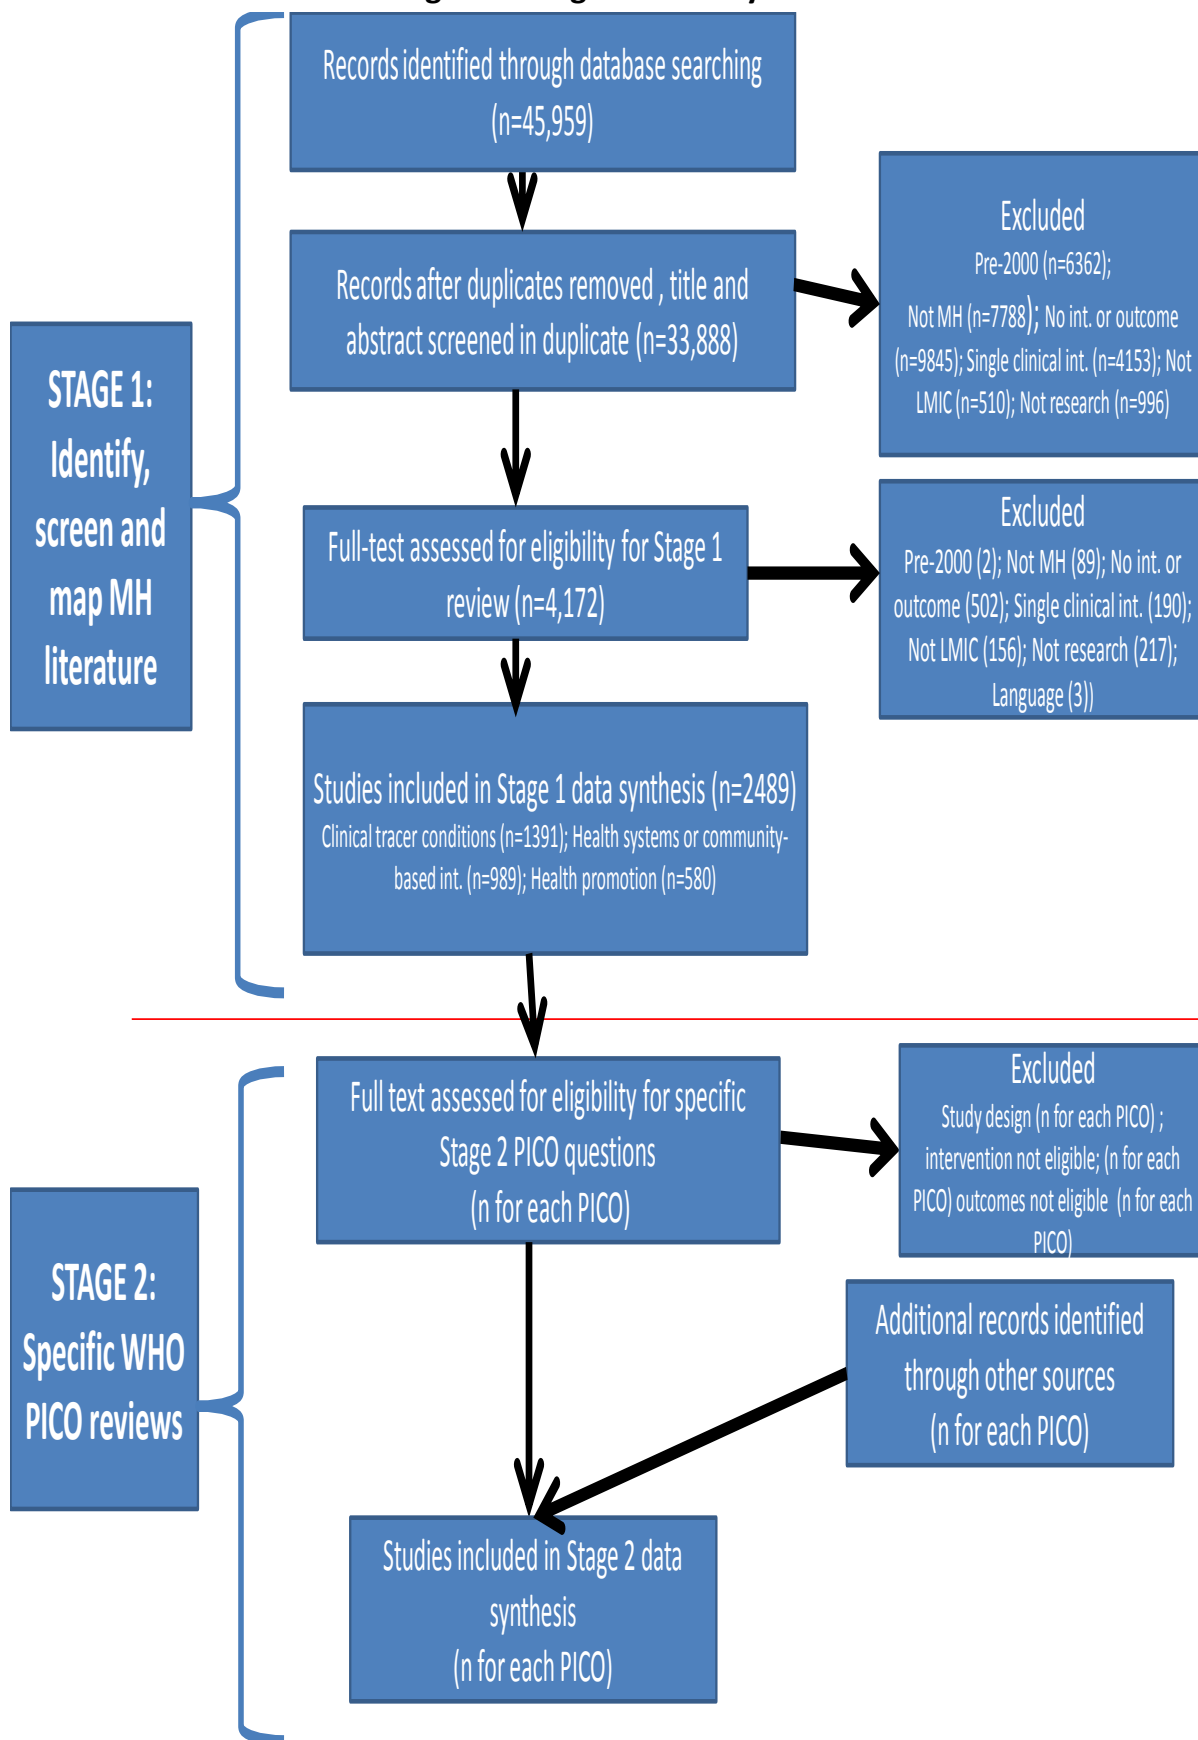 Records identified through database searching
(n=45,959)
Excluded
Pre-2000 (n=6362);
Not MH (n=7788); No int. or outcome
(n=9845); Single clinical int. (n=4153); Not
LMIC (n=510); Not research (n=996)
Records after duplicates removed , title and
abstract screened in duplicate (n=33,888)
STAGE 1:
Identify,
screen and
map MH
literature
Full-test assessed for eligibility for Stage 1
review (n=4,172)
Excluded
Pre-2000 (2); Not MH (89); No int. or
outcome (502); Single clinical int. (190);
Not LMIC (156); Not research (217);
Language (3))
Studies included in Stage 1 data synthesis (n=2489)
Clinical tracer conditions (n=1391); Health systems or community-
based int. (n=989); Health promotion (n=580)
Full text assessed for eligibility for specific
Stage 2 PICO questions
(n for each PICO)
Excluded
Study design (n for each PICO) ;
intervention not eligible; (n for each
PICO) outcomes not eligible (n for each
PICO)
STAGE 2:
Specific WHO
PICO reviews
Additional records identified
through other sources
(n for each PICO)
Studies included in Stage 2 data
synthesis
(n for each PICO)